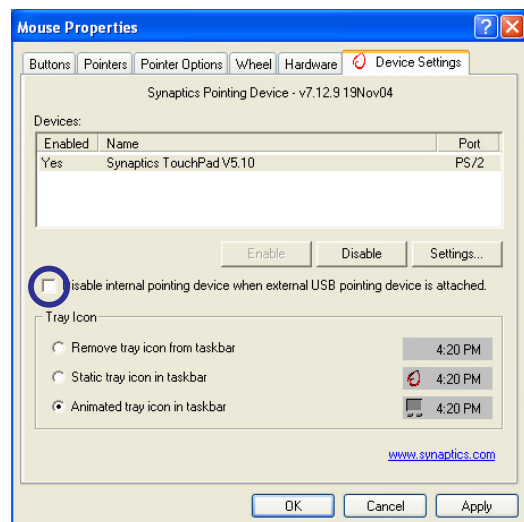 Mouse Properties
Buttons Pointers Pointer Options Wheel Hardware Device Settings
Synaptics Pointing Device - v7.12.9 19Nov04
Devices:
Enabled Name Port
Yes Synaptics TouchPad V5.10 PS/2
Enable Disable Settings...
Disable internal pointing device when external USB pointing device is attached.
Tray Icon
Remove tray icon from taskbar 4:20 PM
Static tray icon in taskbar 4:20 PM
Animated tray icon in taskbar 4:20 PM
www.synaptics.com
OK Cancel Apply